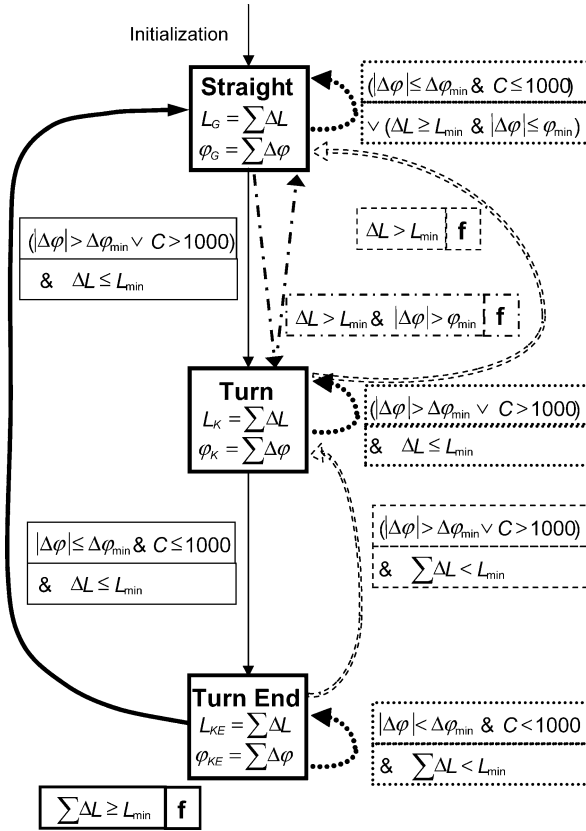 Initialization
Straight
L_G = ∑ΔL
φ_G = ∑Δφ
(|Δφ| ≤ Δφ_min & C ≤ 1000)
∨ (ΔL ≥ L_min & |Δφ| ≤ φ_min)
(|Δφ| > Δφ_min ∨ C > 1000)
& ΔL ≤ L_min
ΔL > L_min f
ΔL > L_min & |Δφ| > φ_min f
Turn
L_K = ∑ΔL
φ_K = ∑Δφ
(|Δφ| > Δφ_min ∨ C > 1000)
& ΔL ≤ L_min
|Δφ| ≤ Δφ_min & C ≤ 1000
& ΔL ≤ L_min
(|Δφ| > Δφ_min ∨ C > 1000)
& ∑ΔL < L_min
Turn End
L_KE = ∑ΔL
φ_KE = ∑Δφ
|Δφ| < Δφ_min & C < 1000
& ∑ΔL < L_min
∑ΔL ≥ L_min f